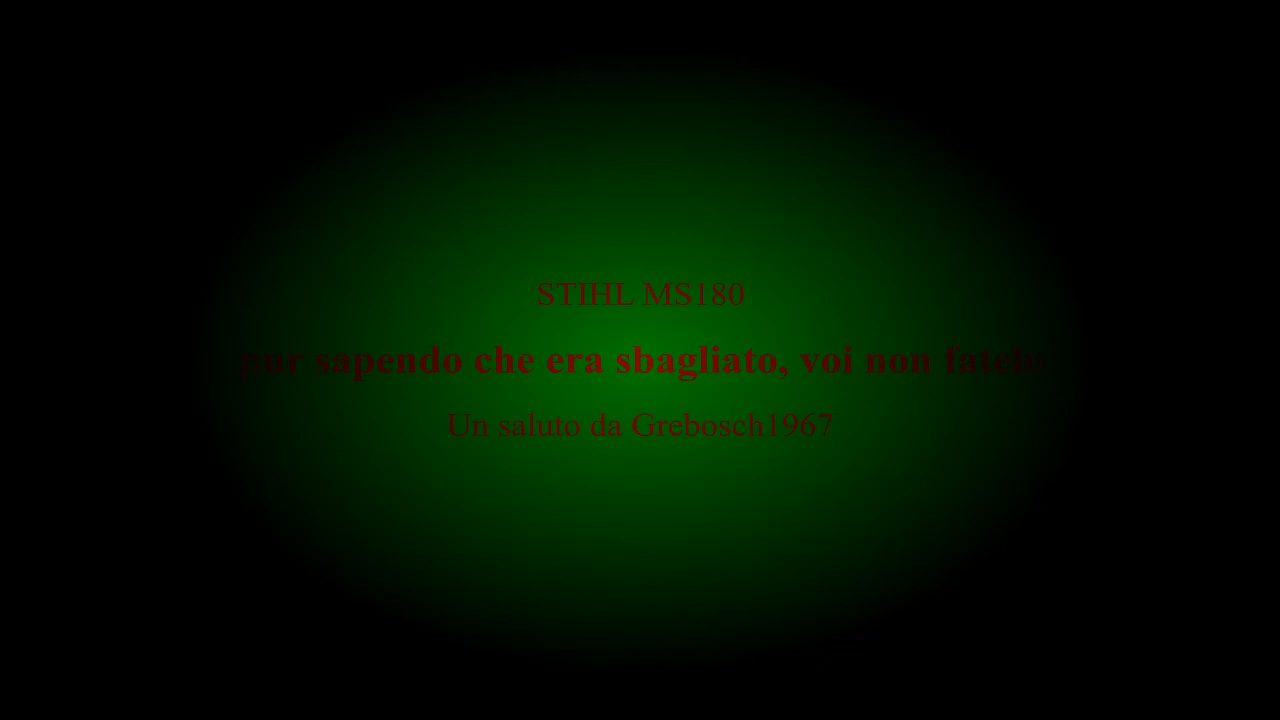 STIHL MS180
pur sapendo che era sbagliato, voi non fatelo
Un saluto da Grebosch1967